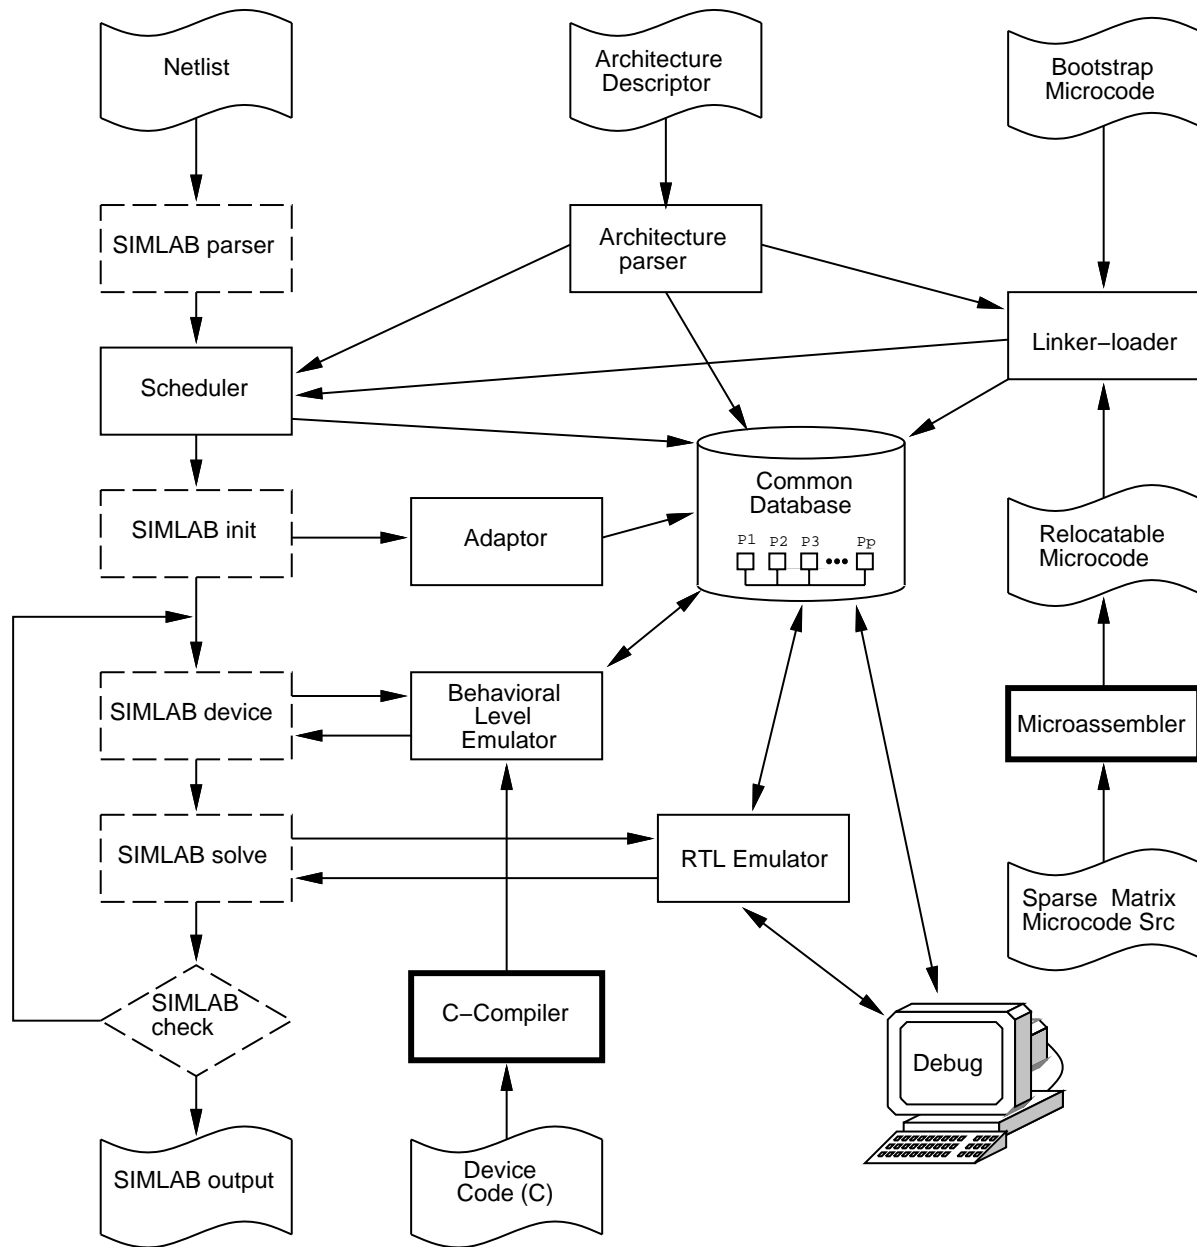 Netlist
Architecture
Descriptor
Bootstrap
Microcode
SIMLAB parser
Architecture
parser
Linker–loader
Scheduler
Common
Database
P1 P2 P3 ••• Pp
SIMLAB init
Adaptor
Relocatable
Microcode
SIMLAB device
Behavioral
Level
Emulator
Microassembler
SIMLAB solve
RTL Emulator
Sparse Matrix
Microcode Src
SIMLAB
check
C–Compiler
Debug
SIMLAB output
Device
Code (C)